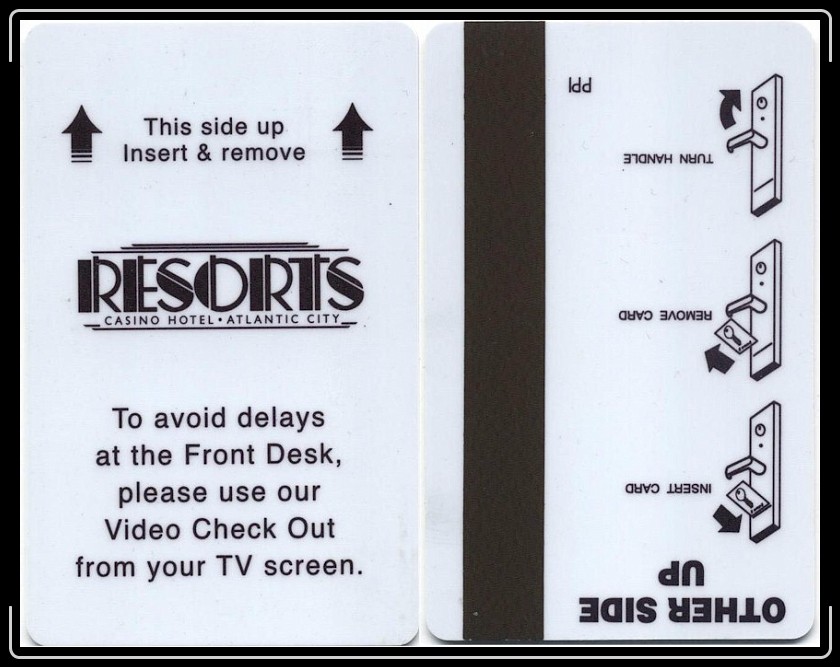 This side up
Insert & remove
RESORTS
CASINO HOTEL • ATLANTIC CITY
To avoid delays
at the Front Desk,
please use our
Video Check Out
from your TV screen.
OTHER SIDE
UP
INSERT CARD
REMOVE CARD
TURN HANDLE
PPI